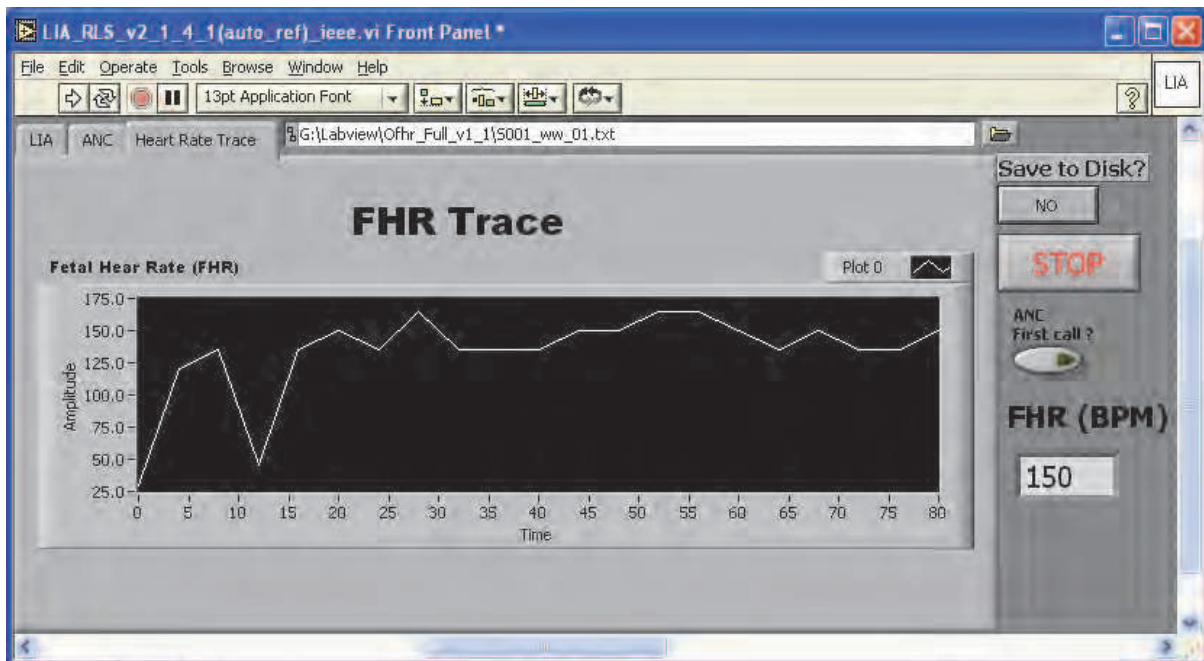 LIA_RLS_v2_1_4_1(auto_ref)_ieee.vi Front Panel *
File Edit Operate Tools Browse Window Help
13pt Application Font
LIA
LIA ANC Heart Rate Trace
G:\Labview\Ofhr_Full_v1_1\S001_ww_01.txt
Save to Disk?
NO
STOP
ANC
First call ?
FHR (BPM)
150
FHR Trace
Fetal Hear Rate (FHR)
Plot 0
175.0
150.0
125.0
100.0
75.0
50.0
25.0
Amplitude
0 5 10 15 20 25 30 35 40 45 50 55 60 65 70 75 80
Time